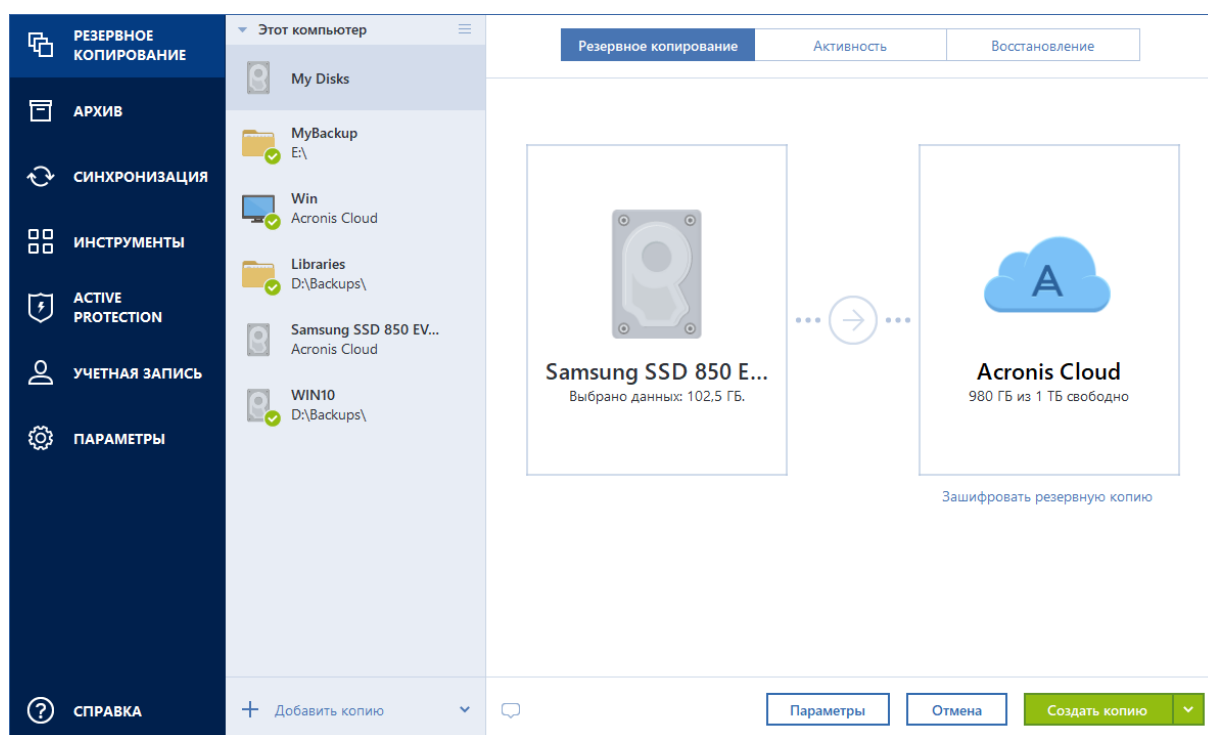 РЕЗЕРВНОЕ
КОПИРОВАНИЕ
АРХИВ
СИНХРОНИЗАЦИЯ
ИНСТРУМЕНТЫ
ACTIVE
PROTECTION
УЧЕТНАЯ ЗАПИСЬ
ПАРАМЕТРЫ
СПРАВКА
Этот компьютер
My Disks
MyBackup
E:\
Win
Acronis Cloud
Libraries
D:\Backups\
Samsung SSD 850 EV...
Acronis Cloud
WIN10
D:\Backups\
Добавить копию
Резервное копирование Активность Восстановление
Samsung SSD 850 E...
Выбрано данных: 102,5 ГБ.
A
Acronis Cloud
980 ГБ из 1 ТБ свободно
Зашифровать резервную копию
Параметры Отмена Создать копию